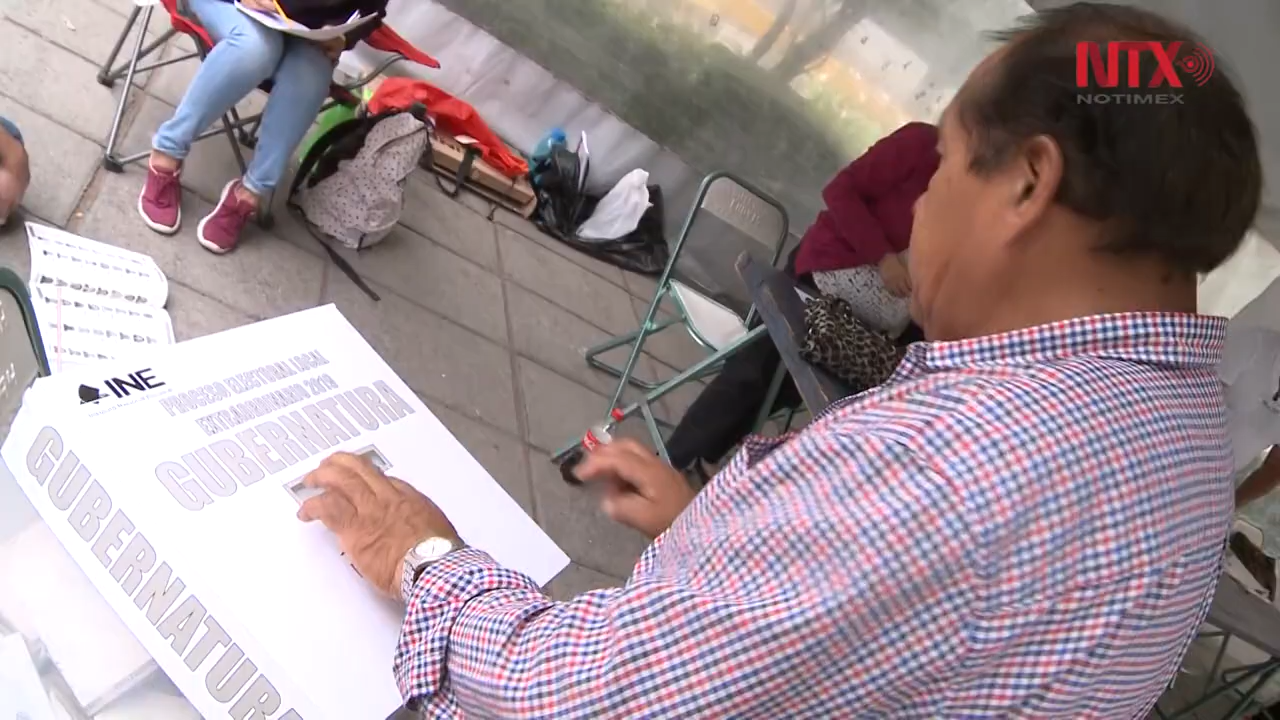 NTX
NOTIMEX
INE
PROCESO ELECTORAL LOCAL
EXTRAORDINARIO 2019
GUBERNATURA
GUBERNATURA